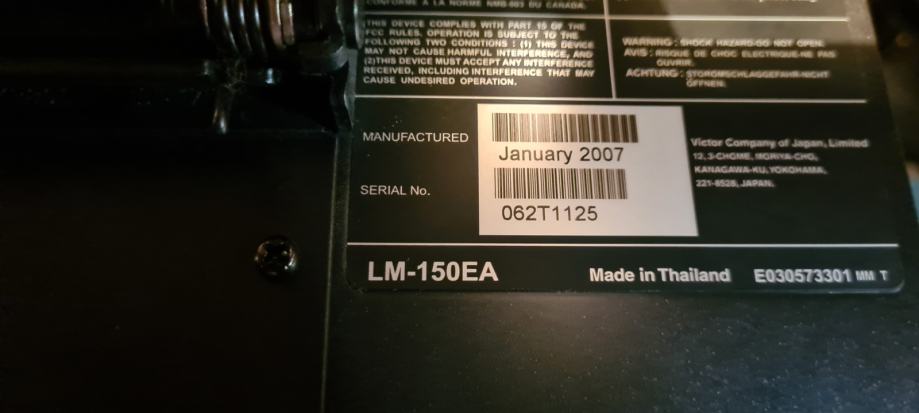 CONFORME A LA NORME NMB-003 DU CANADA.
THIS DEVICE COMPLIES WITH PART 15 OF THE
FCC RULES. OPERATION IS SUBJECT TO THE
FOLLOWING TWO CONDITIONS : (1) THIS DEVICE
MAY NOT CAUSE HARMFUL INTERFERENCE, AND
(2)THIS DEVICE MUST ACCEPT ANY INTERFERENCE
RECEIVED, INCLUDING INTERFERENCE THAT MAY
CAUSE UNDESIRED OPERATION.
WARNING : SHOCK HAZARD-DO NOT OPEN.
AVIS : RISQUE DE CHOC ELECTRIQUE-NE PAS
OUVRIR.
ACHTUNG : STOROMSCHLAGGEFAHR-NICHT
ÖFFNEN.
MANUFACTURED
January 2007
SERIAL No.
062T1125
Victor Company of Japan, Limited
12, 3-CHOME, MORIYA-CHO,
KANAGAWA-KU, YOKOHAMA,
221-8528, JAPAN.
LM-150EA
Made in Thailand
E030573301 MM T